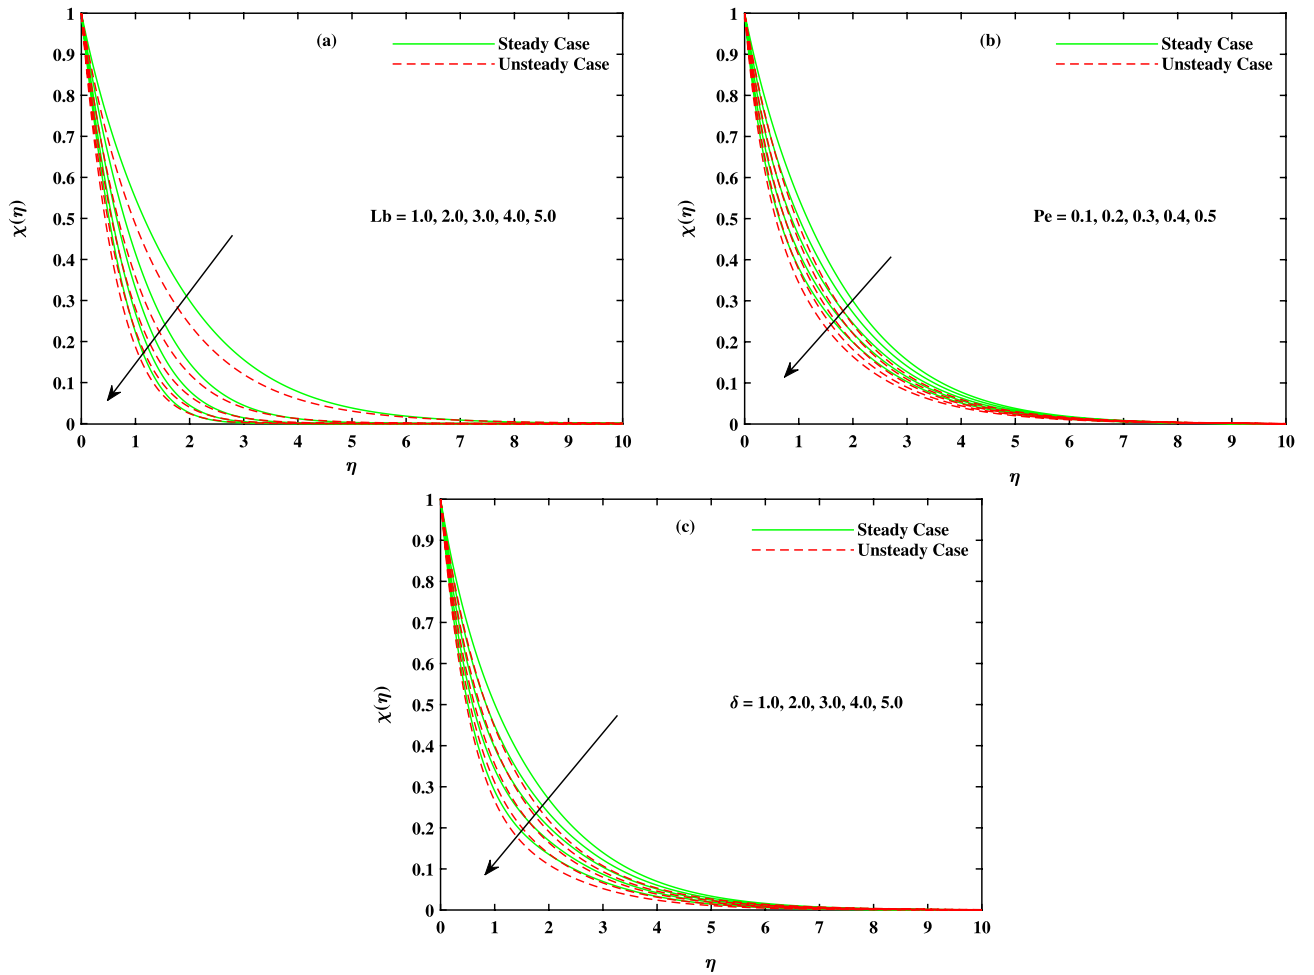 (a)
Steady Case
Unsteady Case
Lb = 1.0, 2.0, 3.0, 4.0, 5.0
χ(η)
1
0.9
0.8
0.7
0.6
0.5
0.4
0.3
0.2
0.1
0
0 1 2 3 4 5 6 7 8 9 10
η
(b)
Steady Case
Unsteady Case
Pe = 0.1, 0.2, 0.3, 0.4, 0.5
χ(η)
1
0.9
0.8
0.7
0.6
0.5
0.4
0.3
0.2
0.1
0
0 1 2 3 4 5 6 7 8 9 10
η
(c)
Steady Case
Unsteady Case
δ = 1.0, 2.0, 3.0, 4.0, 5.0
χ(η)
1
0.9
0.8
0.7
0.6
0.5
0.4
0.3
0.2
0.1
0
0 1 2 3 4 5 6 7 8 9 10
η